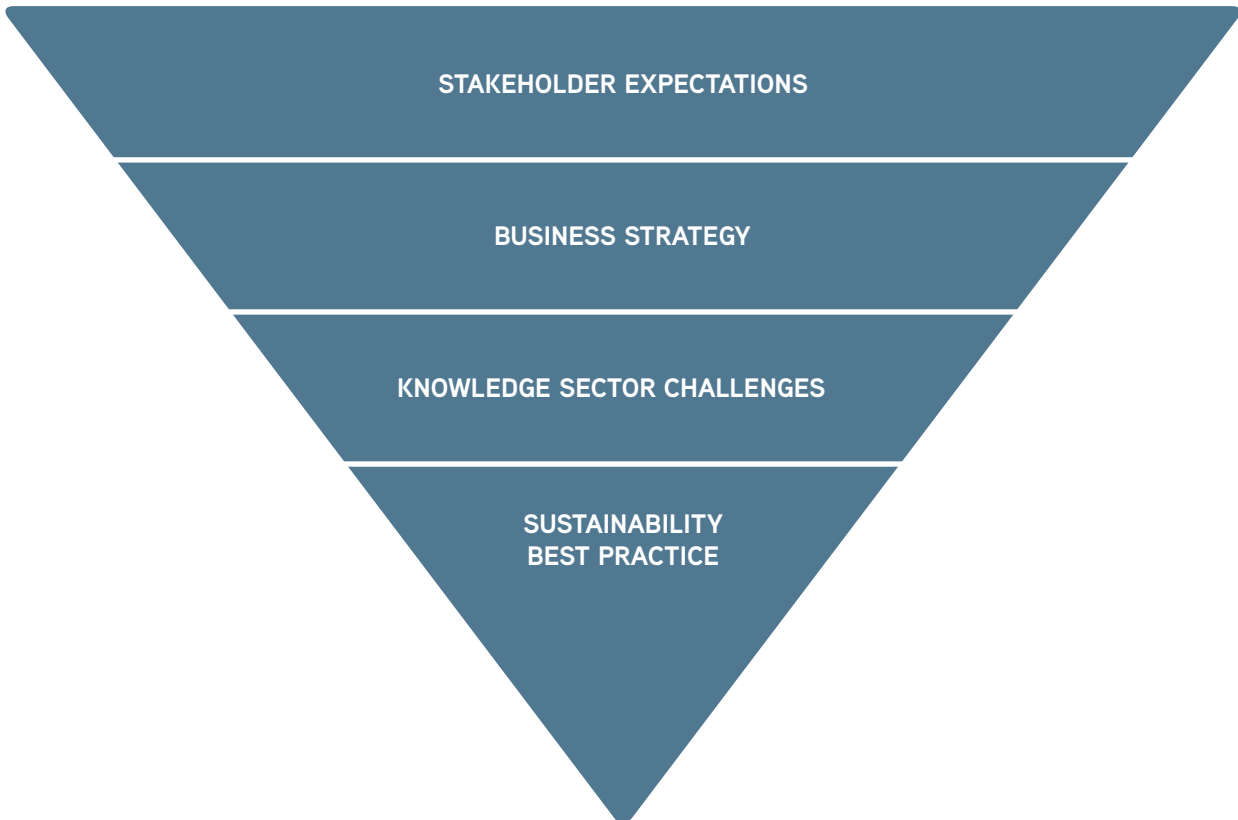 STAKEHOLDER EXPECTATIONS
BUSINESS STRATEGY
KNOWLEDGE SECTOR CHALLENGES
SUSTAINABILITY
BEST PRACTICE